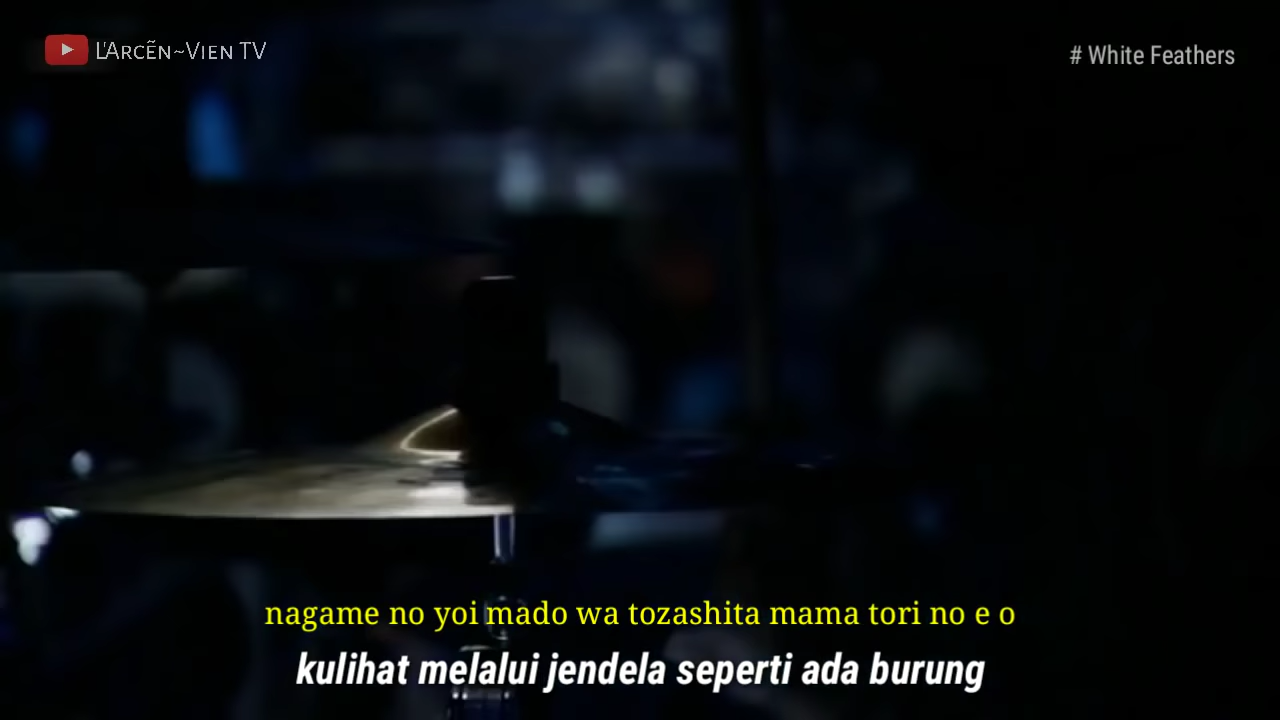 L'ARCẼN~VIEN TV
# White Feathers
nagame no yoi mado wa tozashita mama tori no e o
kulihat melalui jendela seperti ada burung